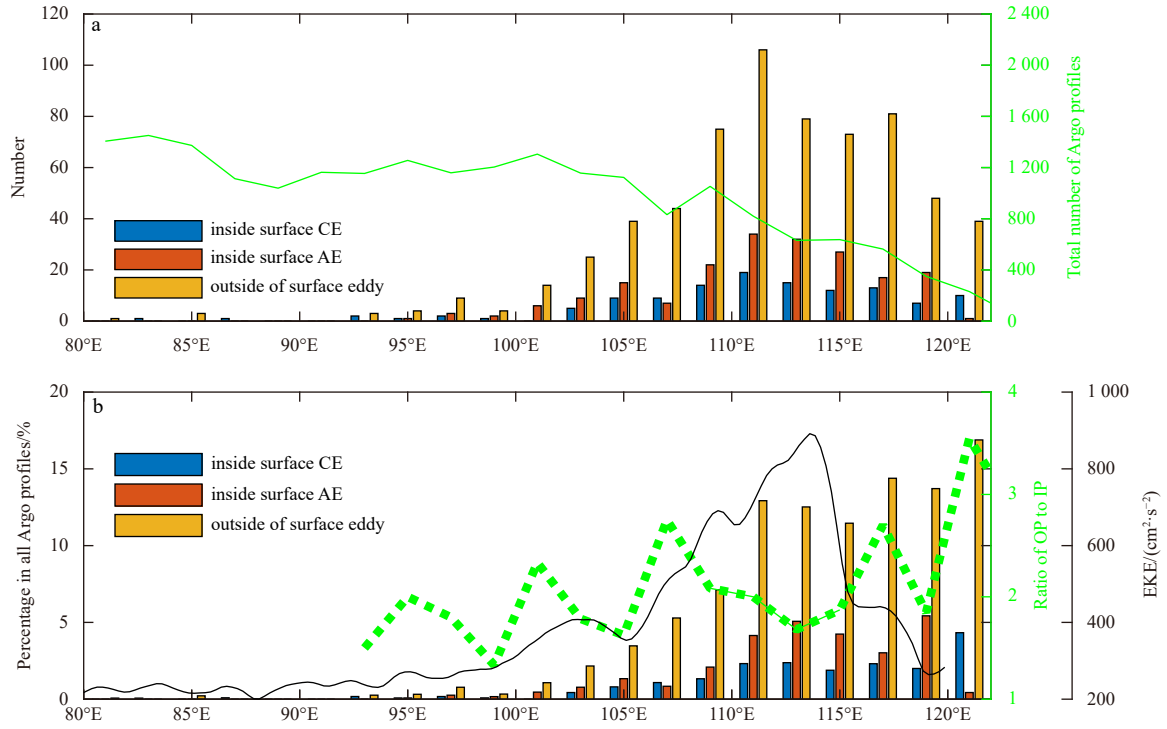 a
120
100
80
60
40
20
0
Number
2 400
2 000
1 600
1 200
800
400
0
Total number of Argo profiles
inside surface CE
inside surface AE
outside of surface eddy
80°E 85°E 90°E 95°E 100°E 105°E 110°E 115°E 120°E
b
20
15
10
5
0
Percentage in all Argo profiles/%
4
3
2
1
Ratio of OP to IP
1 000
800
600
400
200
EKE/(cm²·s⁻²)
inside surface CE
inside surface AE
outside of surface eddy
80°E 85°E 90°E 95°E 100°E 105°E 110°E 115°E 120°E